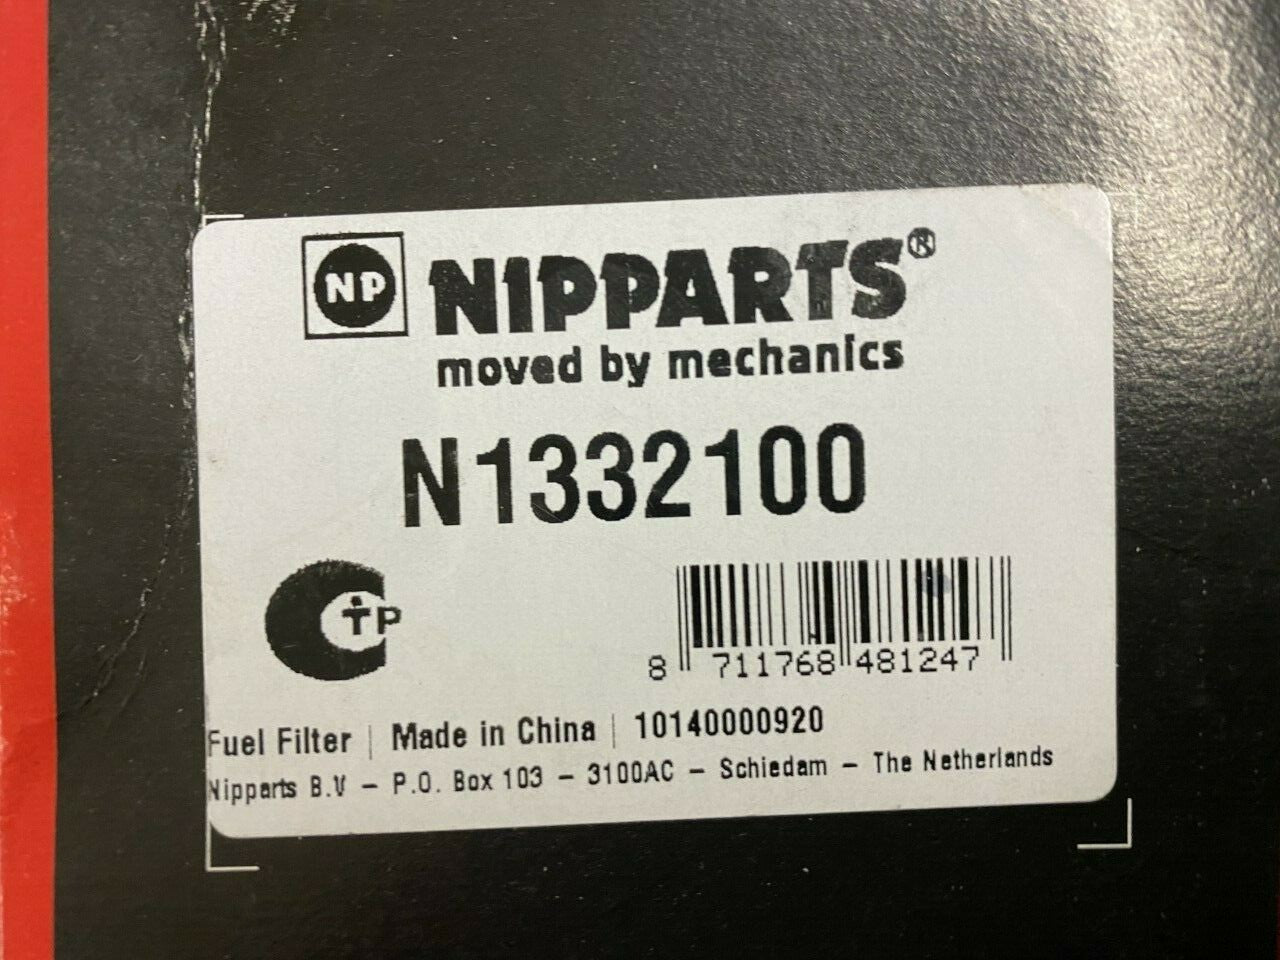 NP NIPPARTS®
moved by mechanics
N1332100
CTP
8 711768 481247
Fuel Filter | Made in China | 10140000920
Nipparts B.V - P.O. Box 103 - 3100AC - Schiedam - The Netherlands